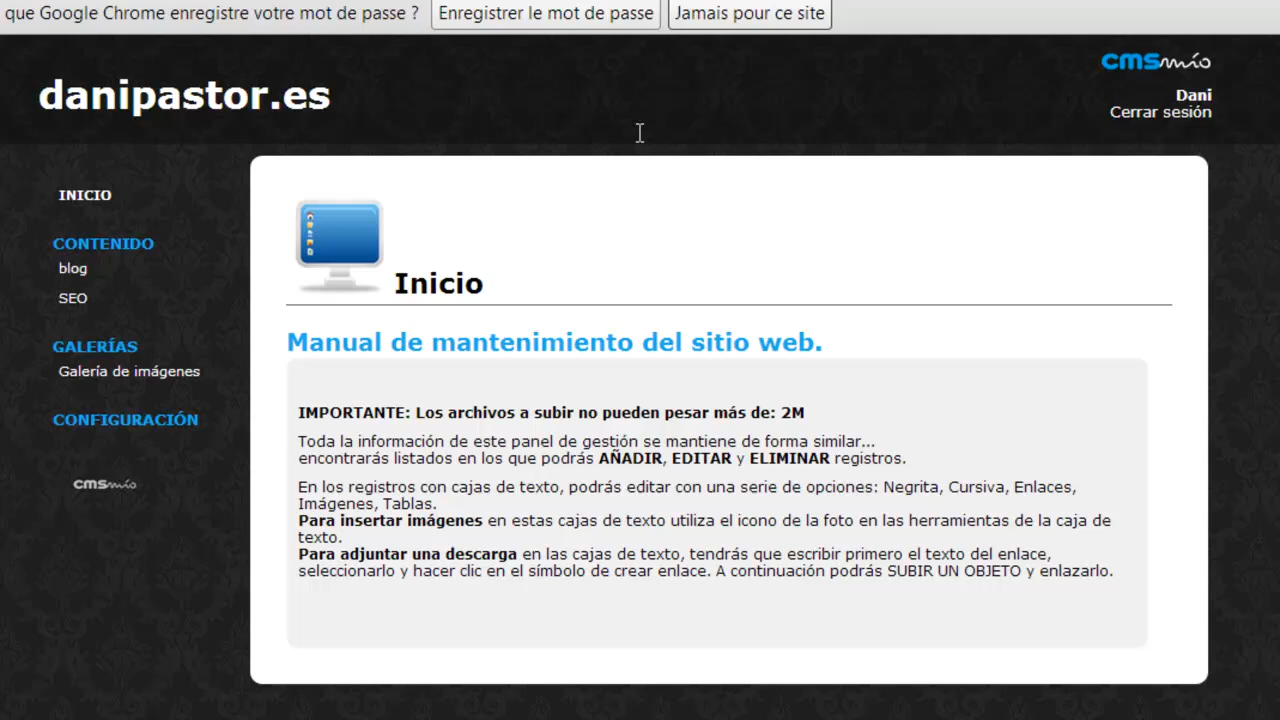 que Google Chrome enregistre votre mot de passe ? Enregistrer le mot de passe Jamais pour ce site
cmsmío
danipastor.es
Dani
Cerrar sesión
INICIO
CONTENIDO
blog
SEO
GALERÍAS
Galería de imágenes
CONFIGURACIÓN
cmsmío
Inicio
Manual de mantenimiento del sitio web.
IMPORTANTE: Los archivos a subir no pueden pesar más de: 2M
Toda la información de este panel de gestión se mantiene de forma similar...
encontrarás listados en los que podrás AÑADIR, EDITAR y ELIMINAR registros.
En los registros con cajas de texto, podrás editar con una serie de opciones: Negrita, Cursiva, Enlaces,
Imágenes, Tablas.
Para insertar imágenes en estas cajas de texto utiliza el icono de la foto en las herramientas de la caja de
texto.
Para adjuntar una descarga en las cajas de texto, tendrás que escribir primero el texto del enlace,
seleccionarlo y hacer clic en el símbolo de crear enlace. A continuación podrás SUBIR UN OBJETO y enlazarlo.